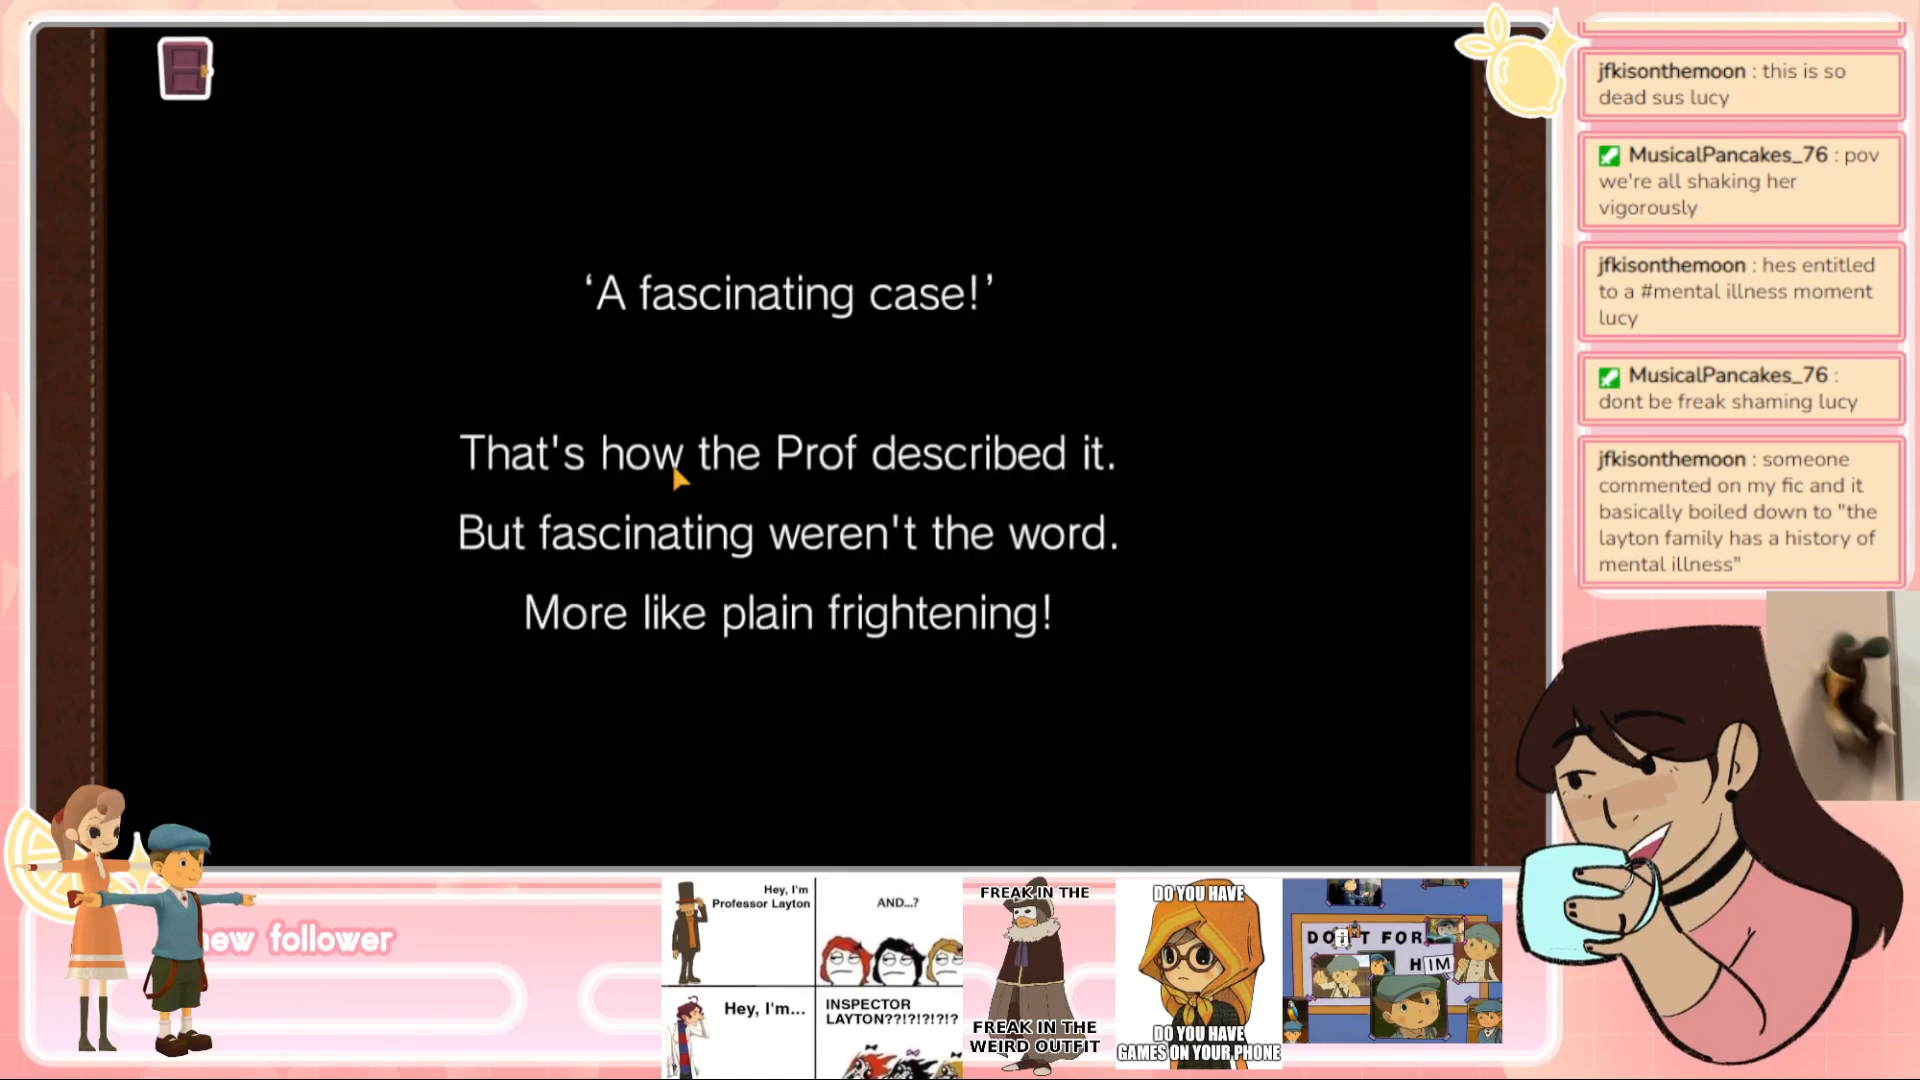 ‘A fascinating case!’
That's how the Prof described it.
But fascinating weren't the word.
More like plain frightening!
jfkisonthemoon : this is so
dead sus lucy
MusicalPancakes_76 : pov
we're all shaking her
vigorously
jfkisonthemoon : hes entitled
to a #mental illness moment
lucy
MusicalPancakes_76 :
dont be freak shaming lucy
jfkisonthemoon : someone
commented on my fic and it
basically boiled down to "the
layton family has a history of
mental illness"
new follower
Hey, I'm
Professor Layton
AND...?
Hey, I'm...
INSPECTOR
LAYTON??!?!?!?!?
FREAK IN THE
FREAK IN THE
WEIRD OUTFIT
DO YOU HAVE
DO YOU HAVE
GAMES ON YOUR PHONE
HIM